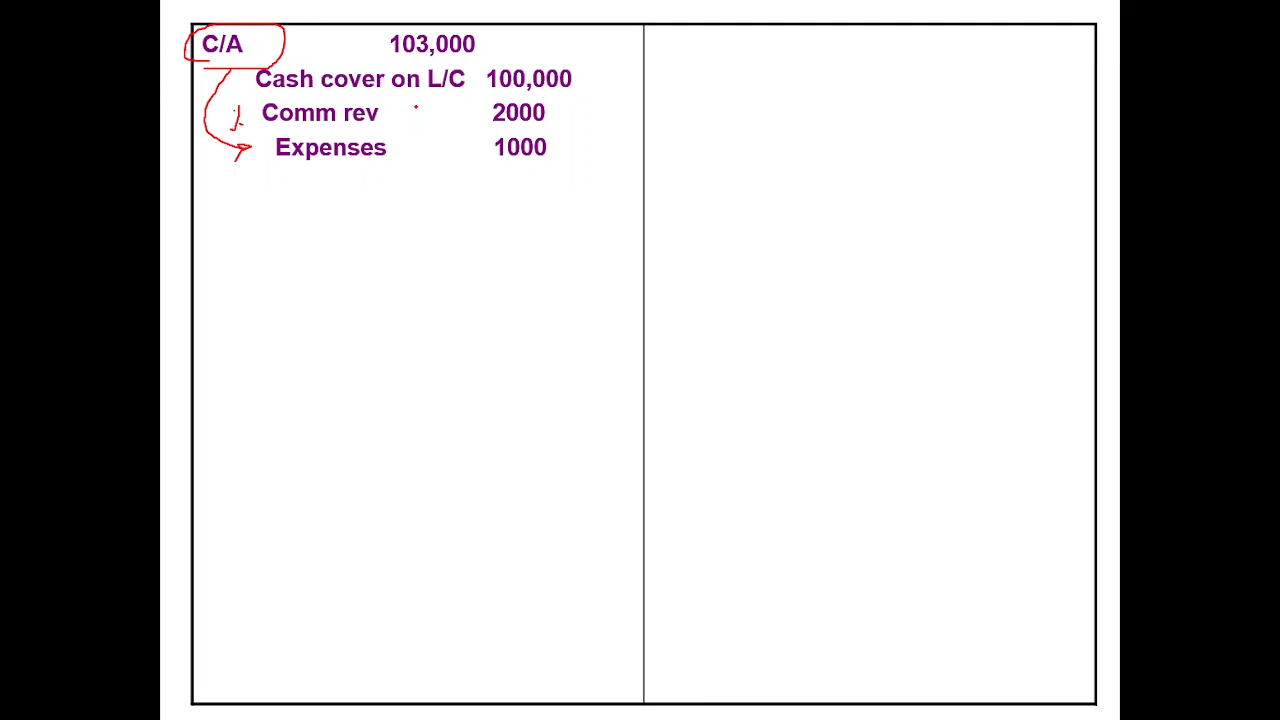 C/A 103,000
Cash cover on L/C 100,000
Comm rev 2000
Expenses 1000